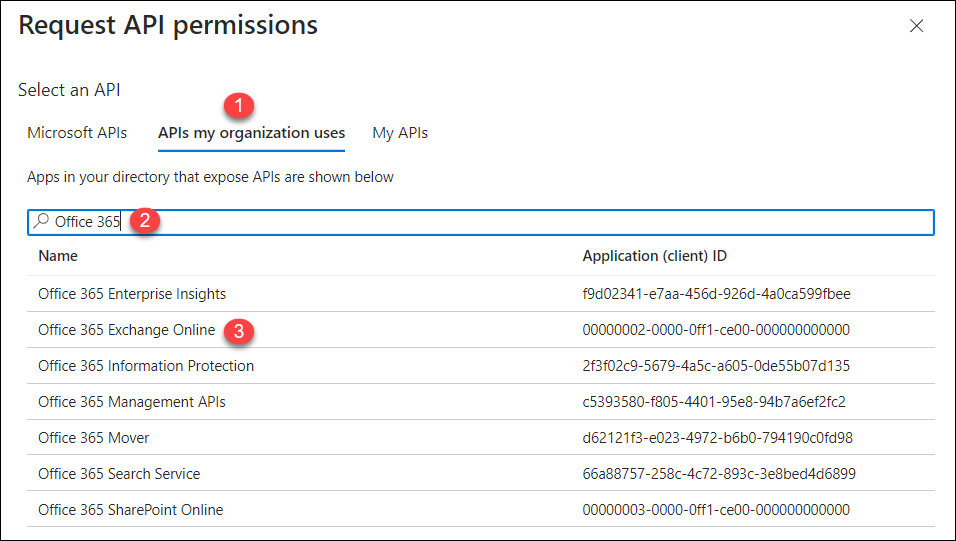 Request API permissions
Select an API
1
Microsoft APIs APIs my organization uses My APIs
Apps in your directory that expose APIs are shown below
Office 365 2
Name Application (client) ID
Office 365 Enterprise Insights f9d02341-e7aa-456d-926d-4a0ca599fbee
Office 365 Exchange Online 3 00000002-0000-0ff1-ce00-000000000000
Office 365 Information Protection 2f3f02c9-5679-4a5c-a605-0de55b07d135
Office 365 Management APIs c5393580-f805-4401-95e8-94b7a6ef2fc2
Office 365 Mover d62121f3-e023-4972-b6b0-794190c0fd98
Office 365 Search Service 66a88757-258c-4c72-893c-3e8bed4d6899
Office 365 SharePoint Online 00000003-0000-0ff1-ce00-000000000000